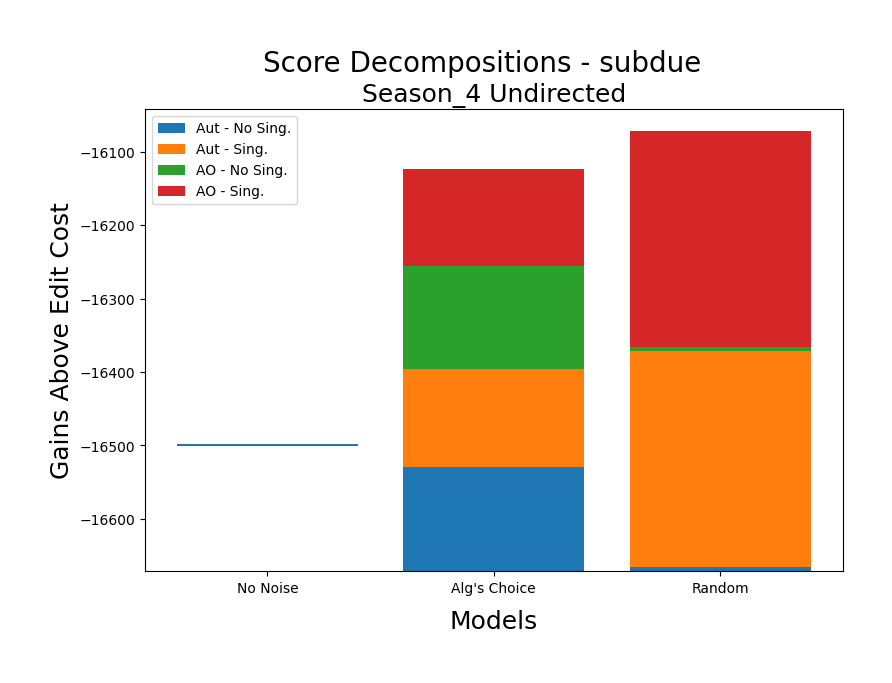 Score Decompositions - subdue
Season_4 Undirected
Aut - No Sing.
Aut - Sing.
AO - No Sing.
AO - Sing.
Gains Above Edit Cost
−16100
−16200
−16300
−16400
−16500
−16600
No Noise
Alg's Choice
Random
Models